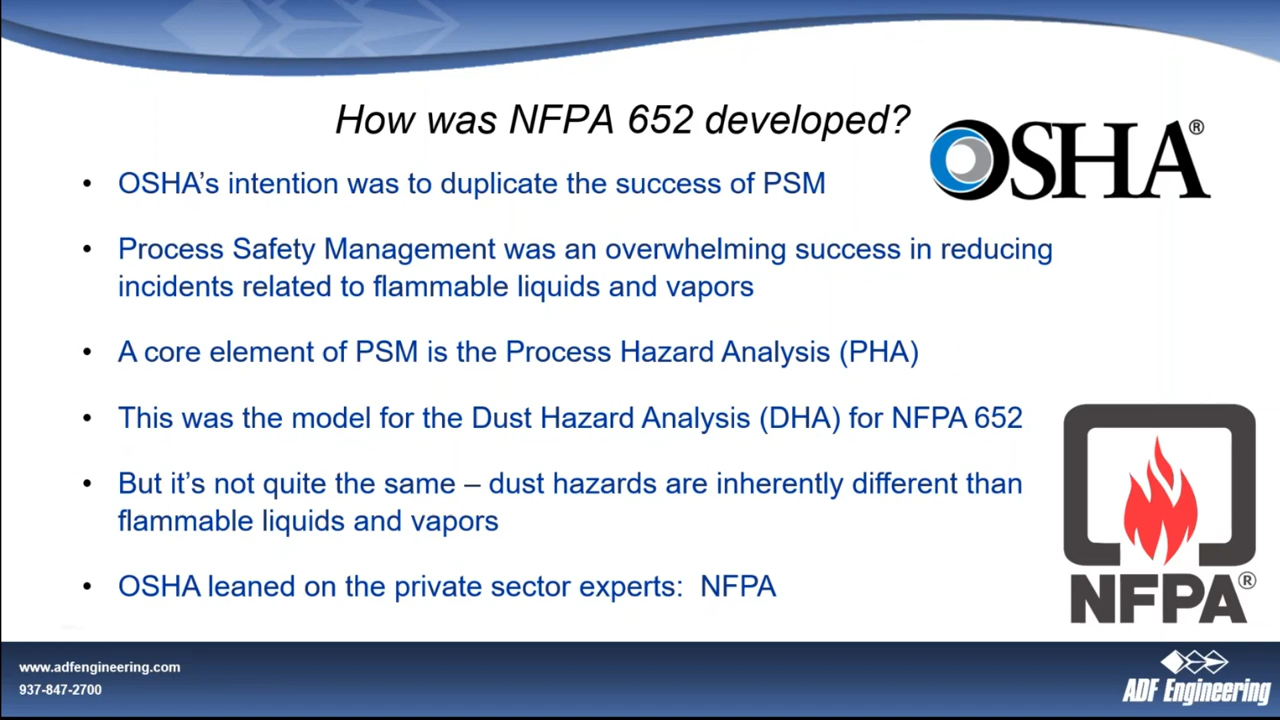 How was NFPA 652 developed?
OSHA®
• OSHA's intention was to duplicate the success of PSM
• Process Safety Management was an overwhelming success in reducing
incidents related to flammable liquids and vapors
• A core element of PSM is the Process Hazard Analysis (PHA)
• This was the model for the Dust Hazard Analysis (DHA) for NFPA 652
• But it's not quite the same – dust hazards are inherently different than
flammable liquids and vapors
• OSHA leaned on the private sector experts:  NFPA
NFPA®
www.adfengineering.com
937-847-2700
ADF Engineering